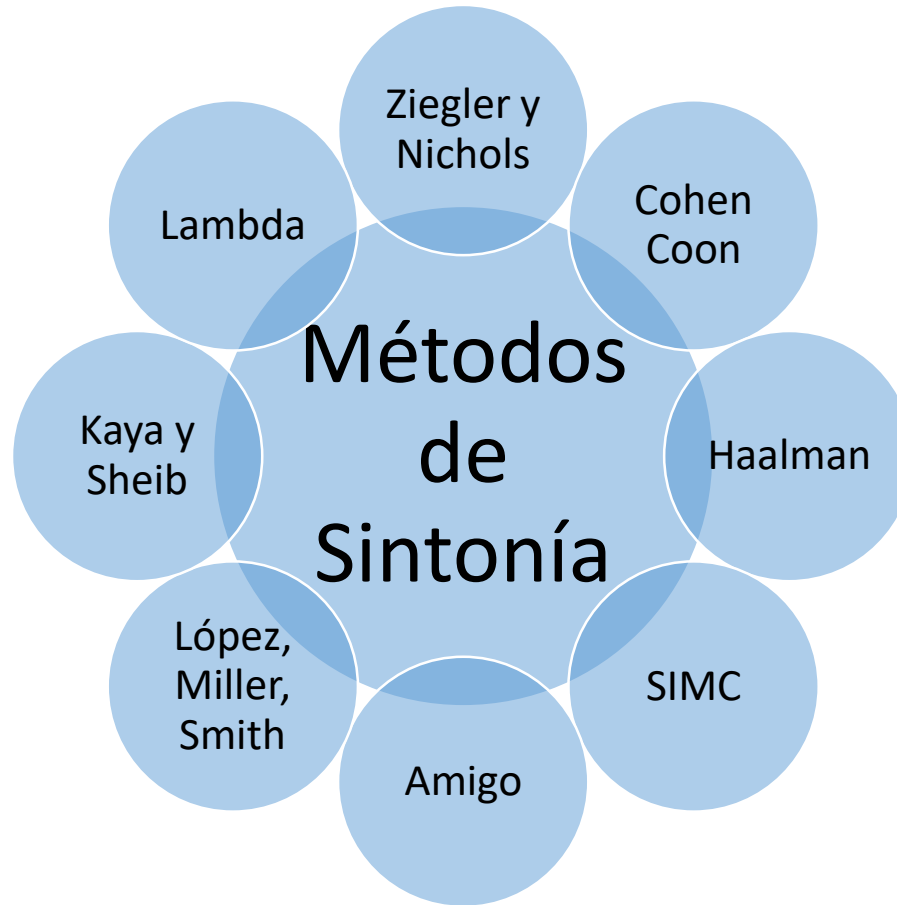 Métodos
de
Sintonía
Ziegler y
Nichols
Cohen
Coon
Haalman
SIMC
Amigo
López,
Miller,
Smith
Kaya y
Sheib
Lambda